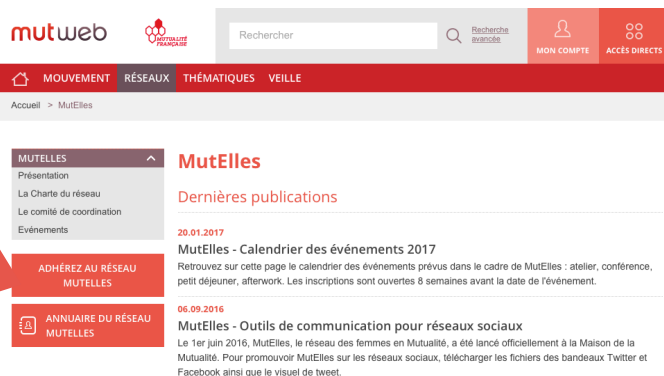 mutweb
MUTUALITÉ
FRANÇAISE
Rechercher
Recherche
avancée
MON COMPTE
ACCÈS DIRECTS
MOUVEMENT RÉSEAUX THÉMATIQUES VEILLE
Accueil > MutElles
MUTELLES
Présentation
La Charte du réseau
Le comité de coordination
Evénements
ADHÉREZ AU RÉSEAU
MUTELLES
ANNUAIRE DU RÉSEAU
MUTELLES
MutElles
Dernières publications
20.01.2017
MutElles - Calendrier des événements 2017
Retrouvez sur cette page le calendrier des événements prévus dans le cadre de MutElles : atelier, conférence,
petit déjeuner, afterwork. Les inscriptions sont ouvertes 8 semaines avant la date de l'événement.
06.09.2016
MutElles - Outils de communication pour réseaux sociaux
Le 1er juin 2016, MutElles, le réseau des femmes en Mutualité, a été lancé officiellement à la Maison de la
Mutualité. Pour promouvoir MutElles sur les réseaux sociaux, télécharger les fichiers des bandeaux Twitter et
Facebook ainsi que le visuel de tweet.